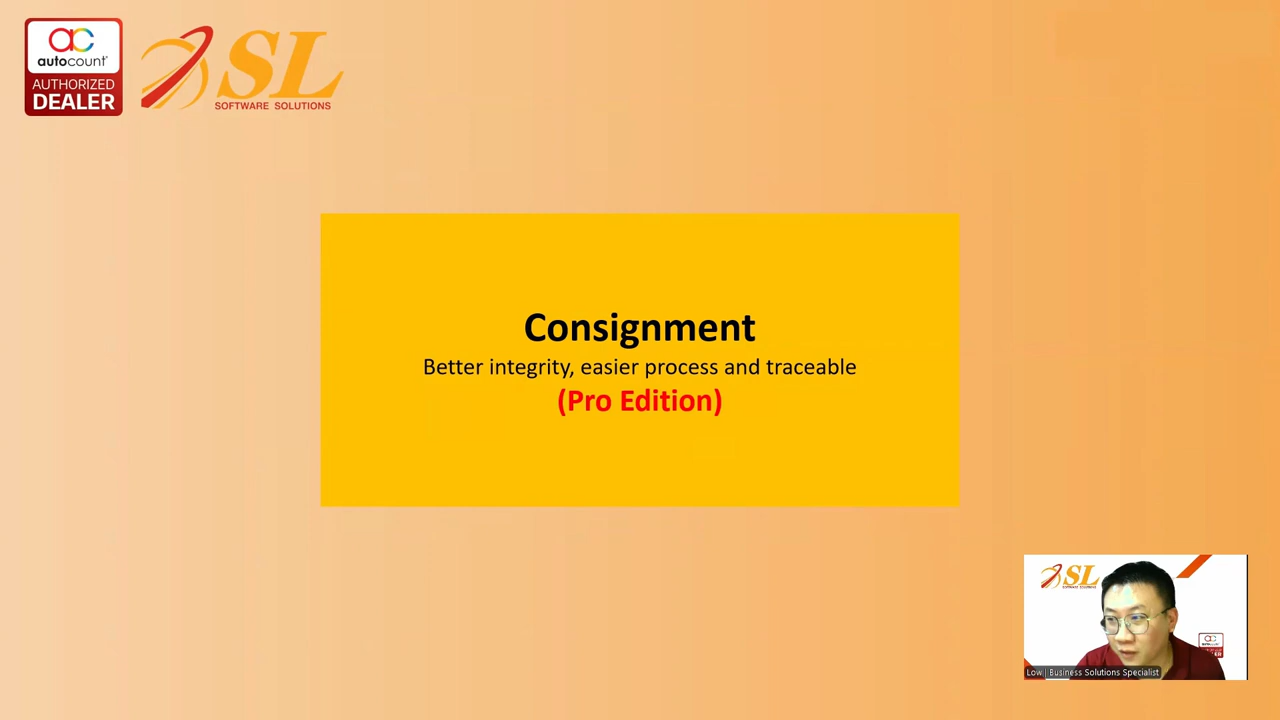 autocount
AUTHORIZED
DEALER
SL
SOFTWARE SOLUTIONS
Consignment
Better integrity, easier process and traceable
(Pro Edition)
SL
Low | Business Solutions Specialist